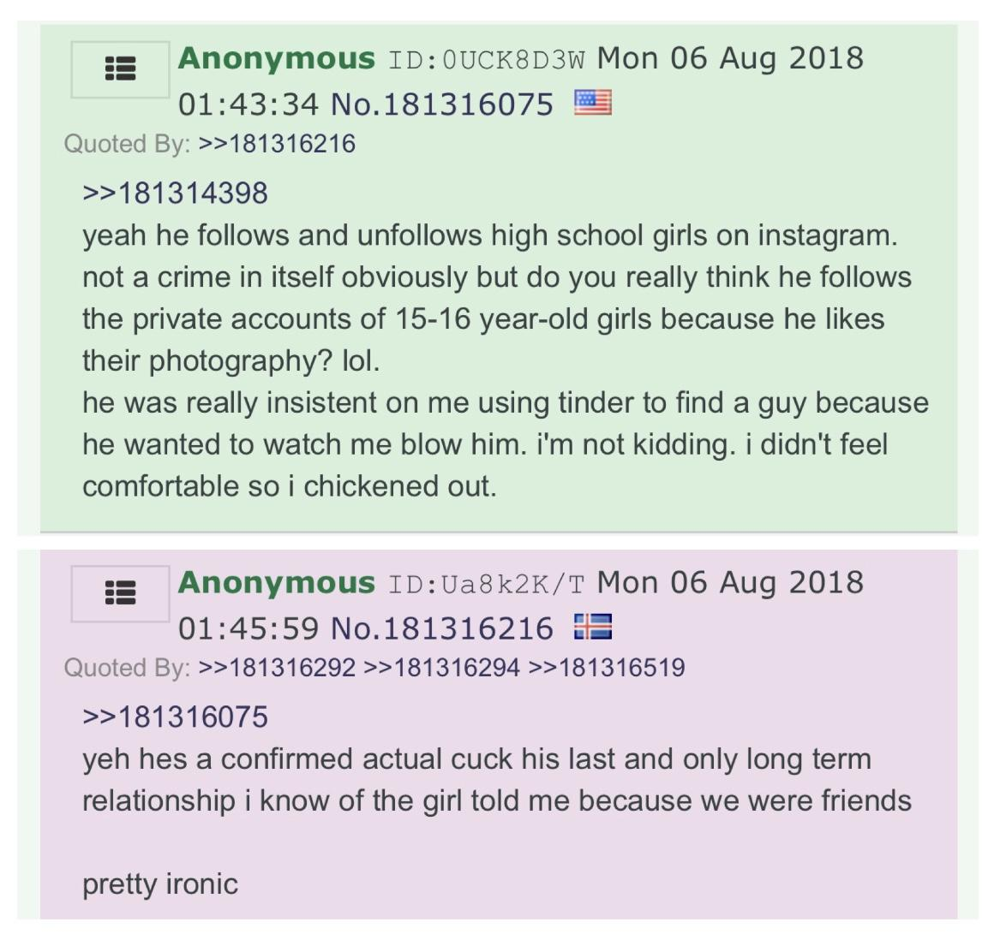 Anonymous ID:0UCK8D3W Mon 06 Aug 2018
01:43:34 No.181316075
Quoted By: >>181316216
>>181314398
yeah he follows and unfollows high school girls on instagram.
not a crime in itself obviously but do you really think he follows
the private accounts of 15-16 year-old girls because he likes
their photography? lol.
he was really insistent on me using tinder to find a guy because
he wanted to watch me blow him. i'm not kidding. i didn't feel
comfortable so i chickened out.
Anonymous ID:Ua8k2K/T Mon 06 Aug 2018
01:45:59 No.181316216
Quoted By: >>181316292 >>181316294 >>181316519
>>181316075
yeh hes a confirmed actual cuck his last and only long term
relationship i know of the girl told me because we were friends
pretty ironic